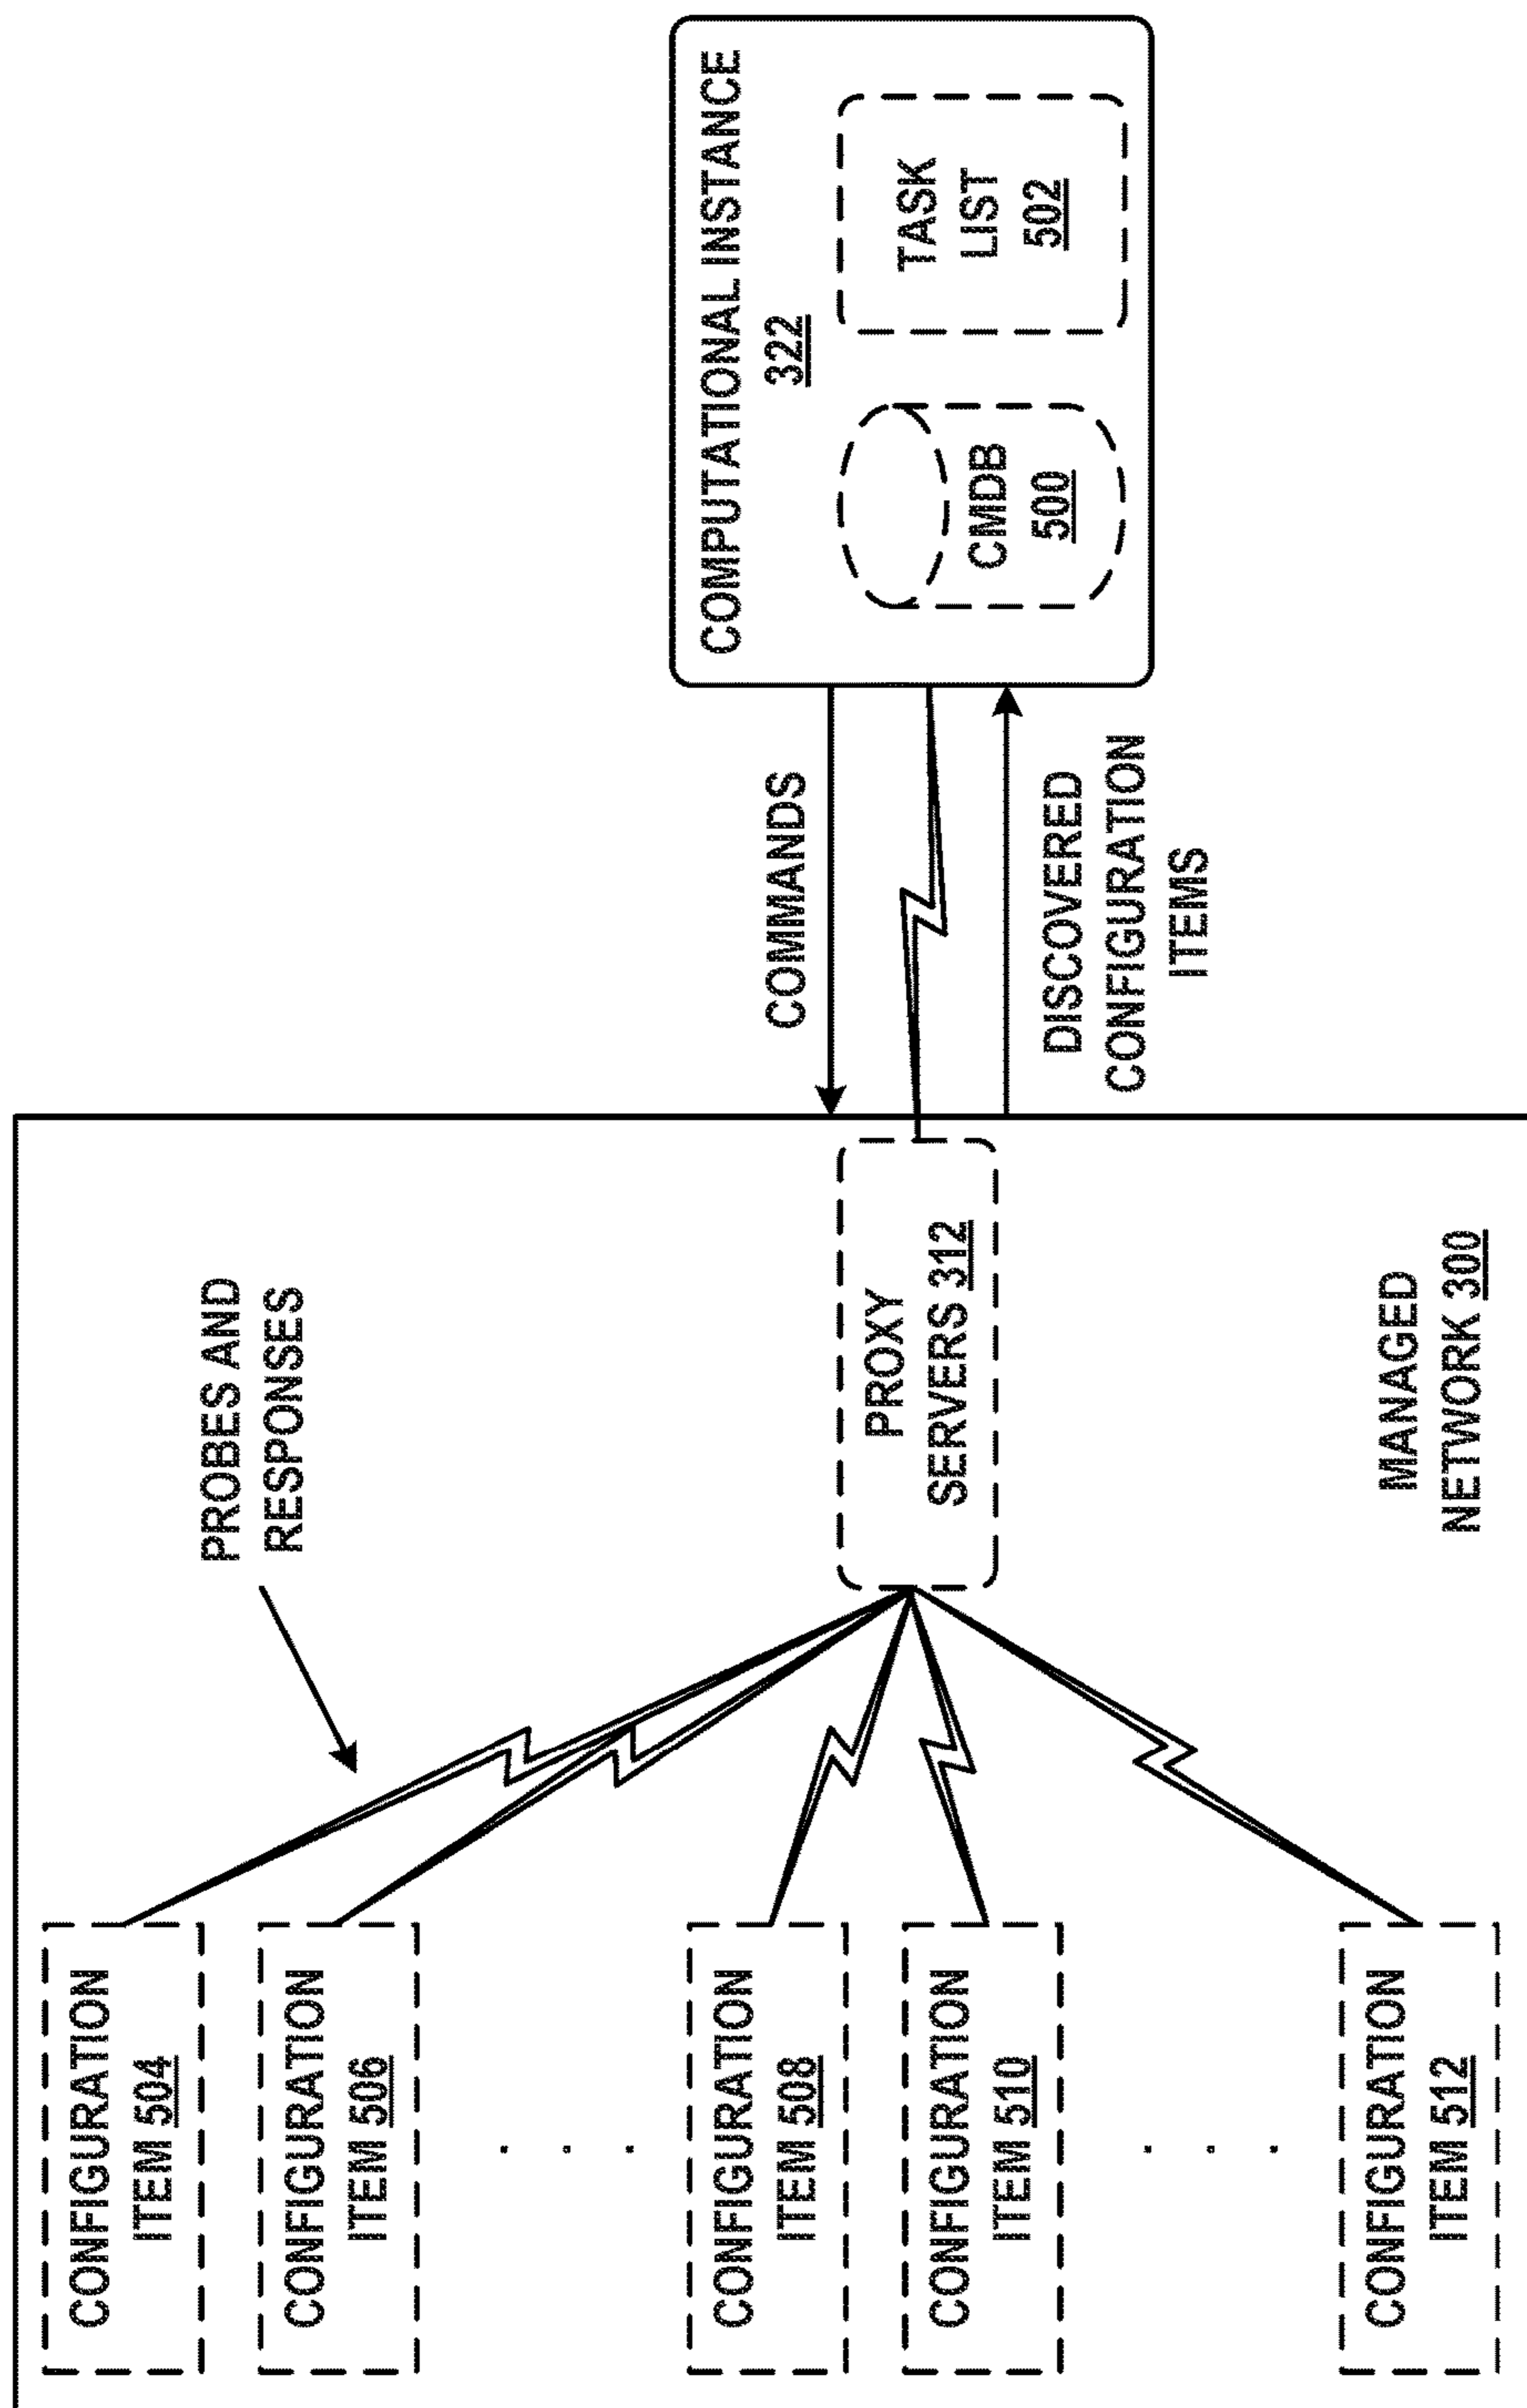 CONFIGURATION
ITEM 504
CONFIGURATION
ITEM 506
. . .
CONFIGURATION
ITEM 508
CONFIGURATION
ITEM 510
. . .
CONFIGURATION
ITEM 512
PROBES AND
RESPONSES
PROXY
SERVERS 312
MANAGED
NETWORK 300
COMMANDS
DISCOVERED
CONFIGURATION
ITEMS
COMPUTATIONAL INSTANCE
322
CMDB
500
TASK
LIST
502